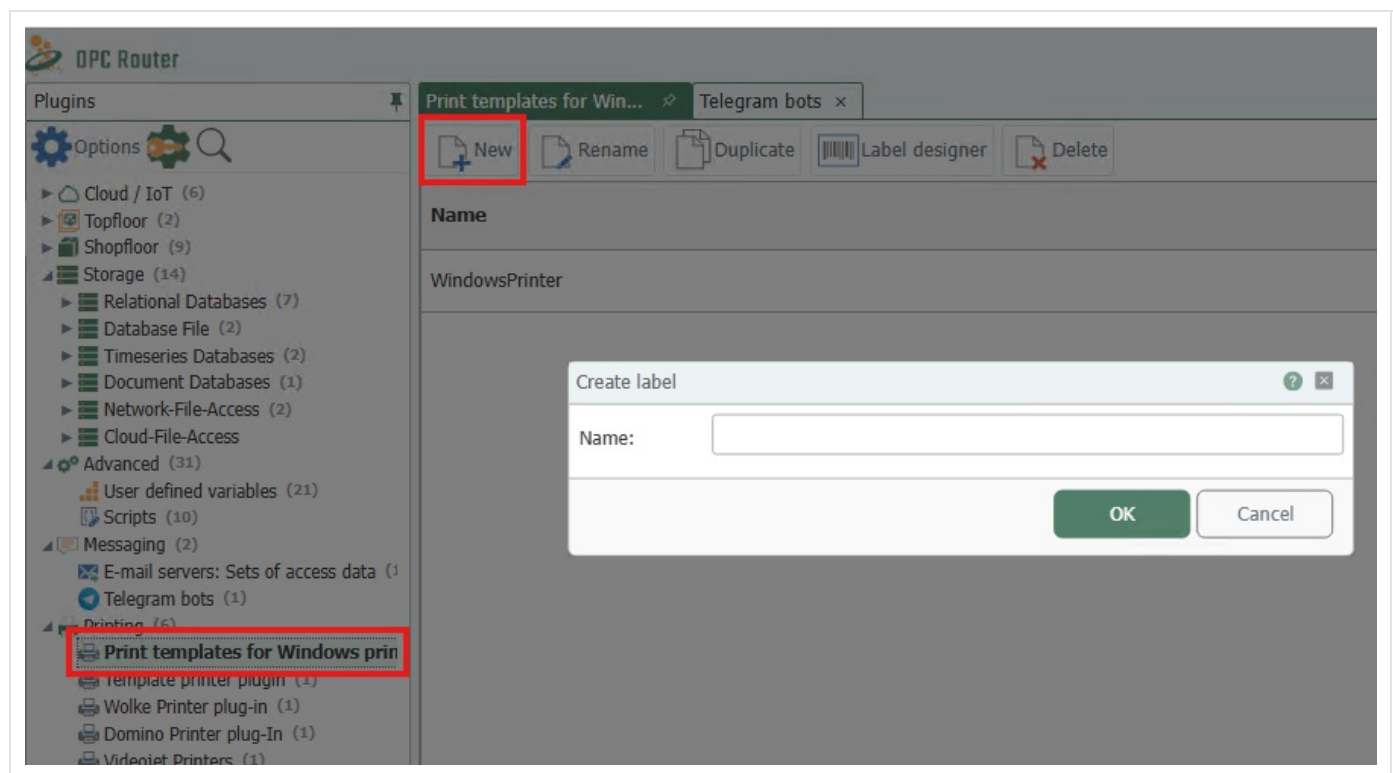 OPC Router
Plugins
Print templates for Win... Telegram bots ×
Options
New Rename Duplicate Label designer Delete
Cloud / IoT (6)
Topfloor (2)
Shopfloor (9)
Storage (14)
Relational Databases (7)
Database File (2)
Timeseries Databases (2)
Document Databases (1)
Network-File-Access (2)
Cloud-File-Access
Advanced (31)
User defined variables (21)
Scripts (10)
Messaging (2)
E-mail servers: Sets of access data (1
Telegram bots (1)
Printing (6)
Print templates for Windows prin
Template printer plugin (1)
Wolke Printer plug-in (1)
Domino Printer plug-In (1)
Videojet Printers (1)
Name
WindowsPrinter
Create label
Name:
OK Cancel